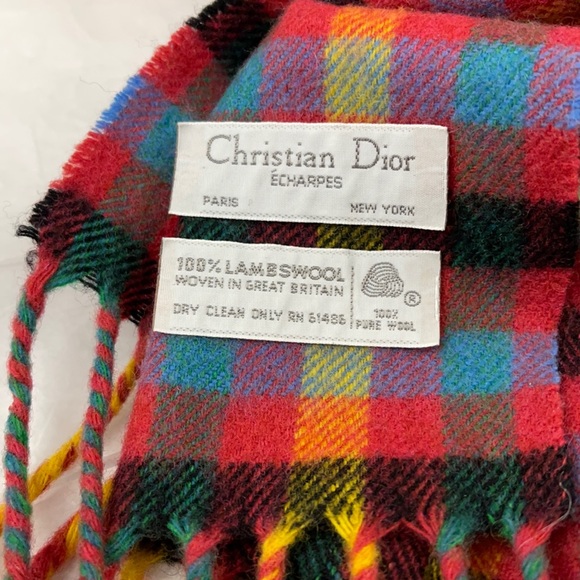 Christian Dior
ÉCHARPES
PARIS NEW YORK
100% LAMBSWOOL
WOVEN IN GREAT BRITAIN
DRY CLEAN ONLY RN 61486
®
100%
PURE WOOL